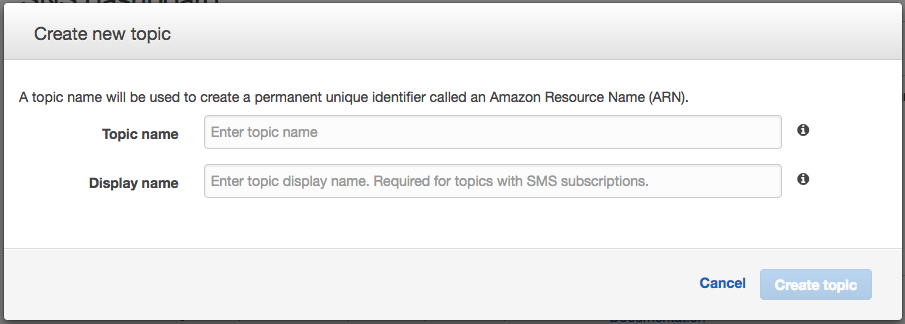 Create new topic
A topic name will be used to create a permanent unique identifier called an Amazon Resource Name (ARN).
Topic name
Enter topic name
Display name
Enter topic display name. Required for topics with SMS subscriptions.
Cancel
Create topic